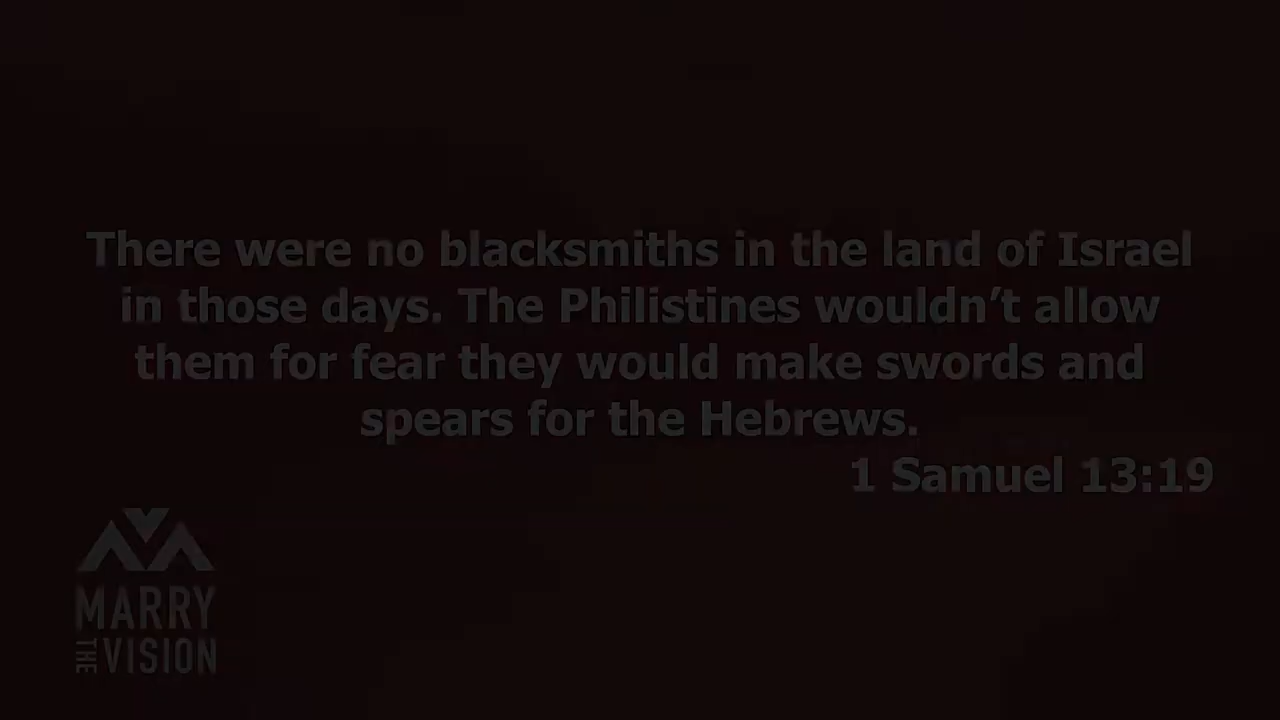 There were no blacksmiths in the land of Israel
in those days. The Philistines wouldn’t allow
them for fear they would make swords and
spears for the Hebrews.
1 Samuel 13:19
MARRY
THE VISION